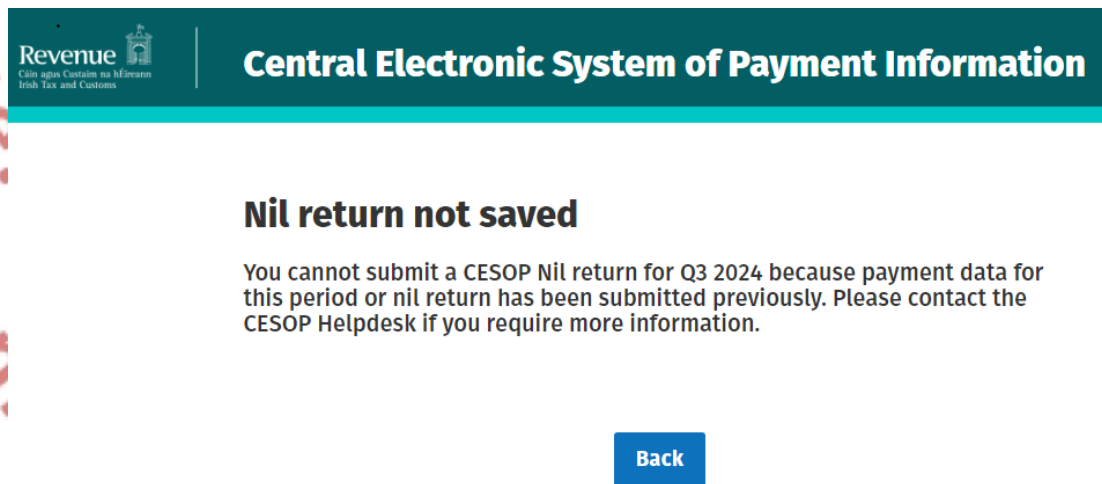 Revenue
Cáin agus Custaim na hÉireann
Irish Tax and Customs
Central Electronic System of Payment Information
Nil return not saved
You cannot submit a CESOP Nil return for Q3 2024 because payment data for
this period or nil return has been submitted previously. Please contact the
CESOP Helpdesk if you require more information.
Back